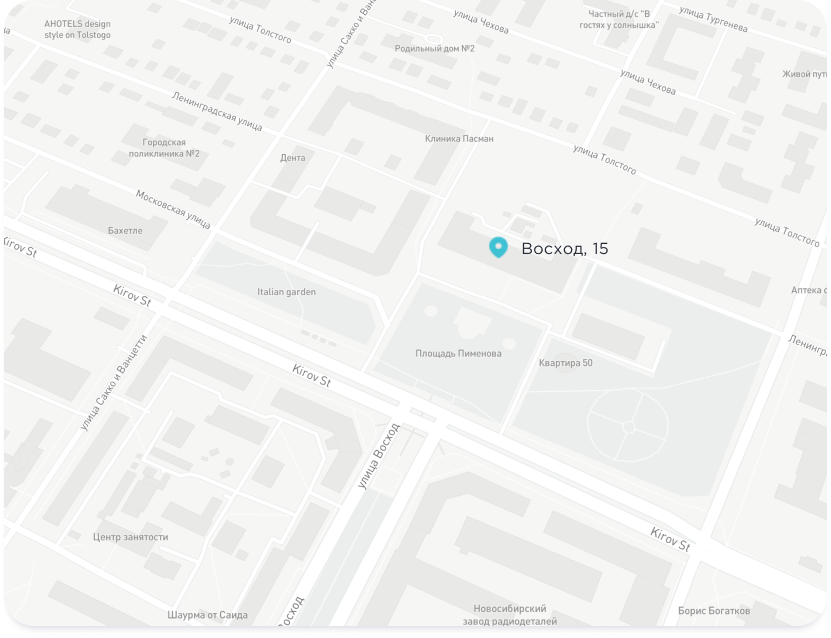 AHOTELS design
style on Tolstogo
улица Толстого
улица Сакко и Ванц
улица Чехова
Родильный дом №2
Частный д/с "В
гостях у солнышка"
улица Тургенева
Живой пут
улица Чехова
Ленинградская улица
Городская
поликлиника №2
Дента
Клиника Пасман
улица Толстого
Московская улица
Бахетле
Kirov St
Восход, 15
улица Толстого
Kirov St
Italian garden
Аптека
Площадь Пименова
Квартира 50
Ленинг
улица Сакко и Ванцетти
Kirov St
улица Восход
Центр занятости
Kirov St
Шаурма от Саида
Восход
Новосибирский
завод радиодеталей
Борис Богатков